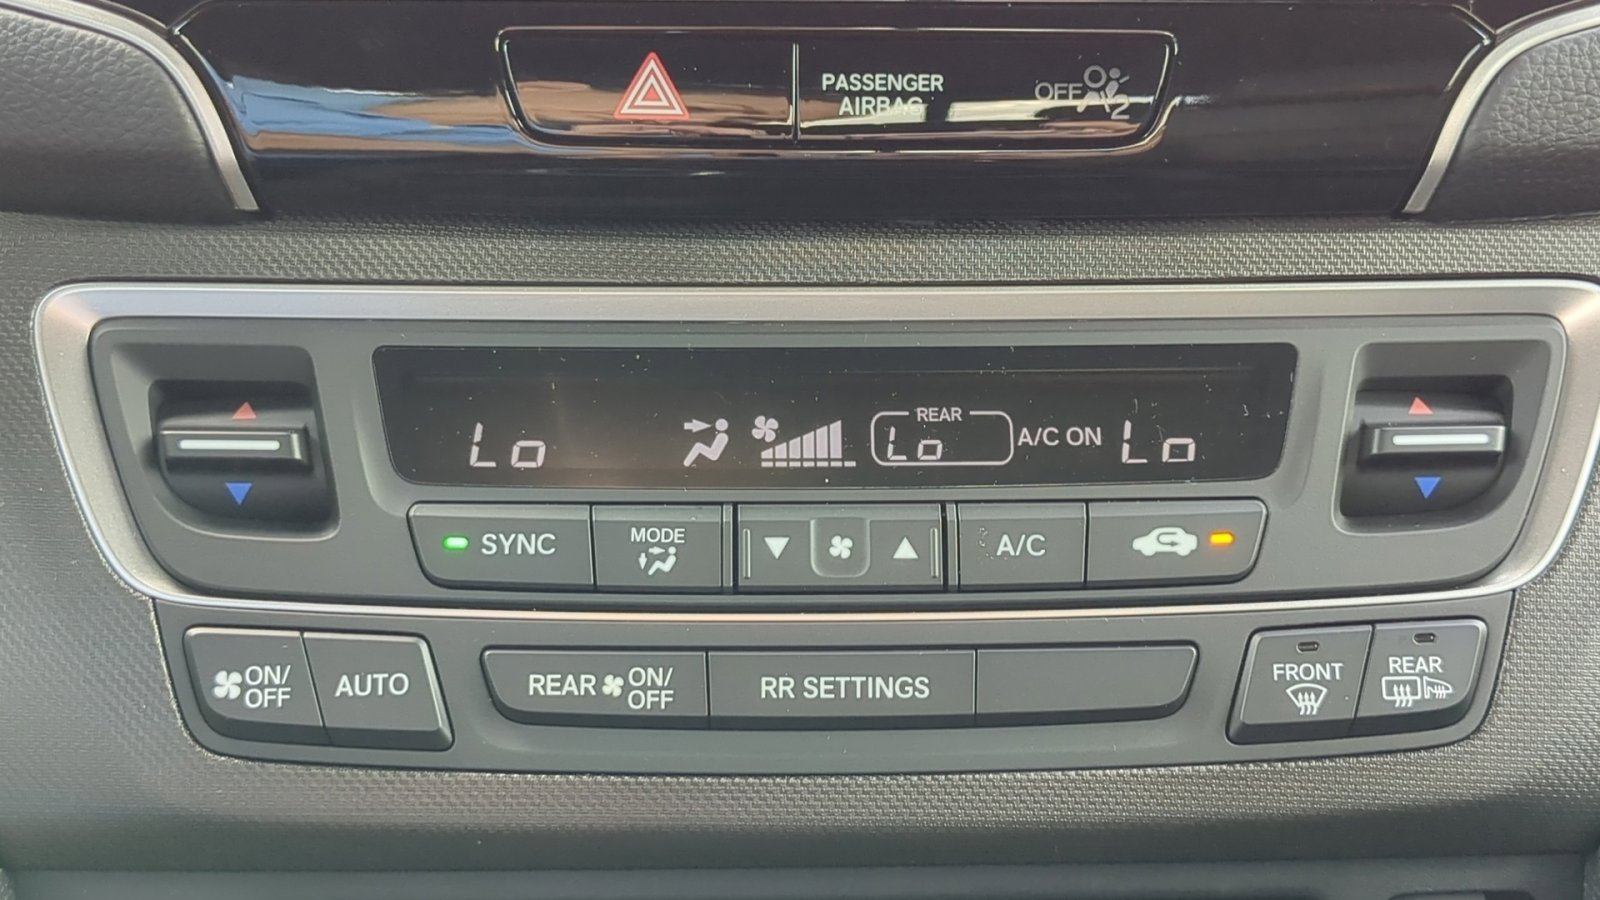 PASSENGER
AIRBAG
OFF
2
Lo
REAR
Lo
A/C ON
Lo
SYNC
MODE
A/C
ON/
OFF
AUTO
REAR ON/
OFF
RR SETTINGS
FRONT
REAR